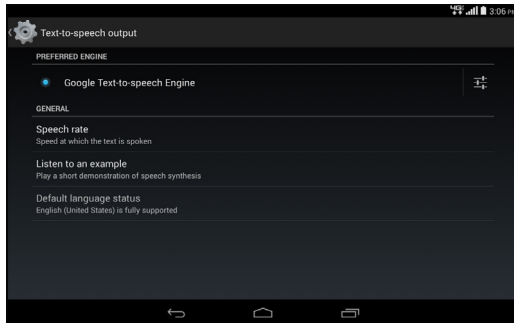 4G 3:06 PM
Text-to-speech output
PREFERRED ENGINE
Google Text-to-speech Engine
GENERAL
Speech rate
Speed at which the text is spoken
Listen to an example
Play a short demonstration of speech synthesis
Default language status
English (United States) is fully supported